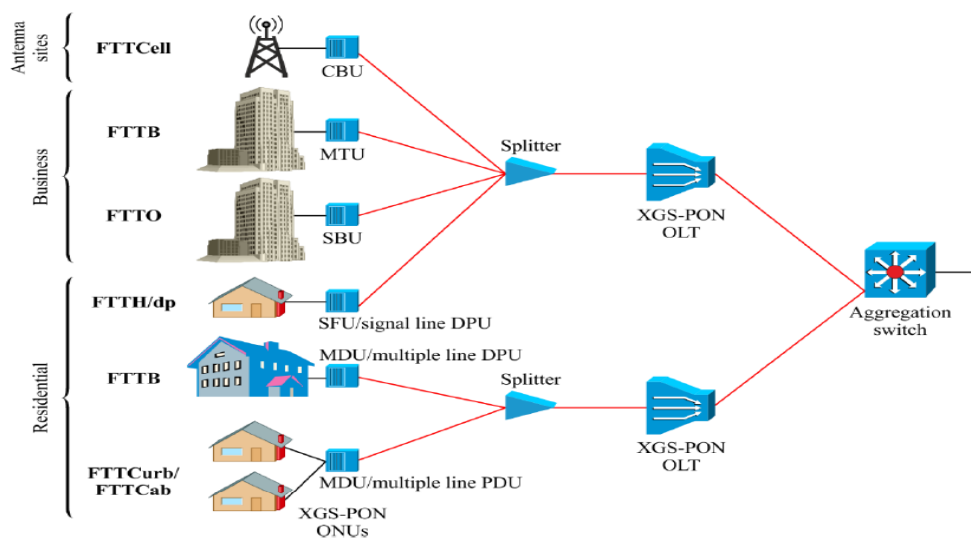 Antenna
sites
FTTCell
CBU
Business
FTTB
MTU
Splitter
XGS-PON
OLT
FTTO
SBU
Aggregation
switch
Residential
FTTH/dp
SFU/signal line DPU
MDU/multiple line DPU
FTTB
Splitter
XGS-PON
OLT
FTTCurb/
FTTCab
MDU/multiple line PDU
XGS-PON
ONUs